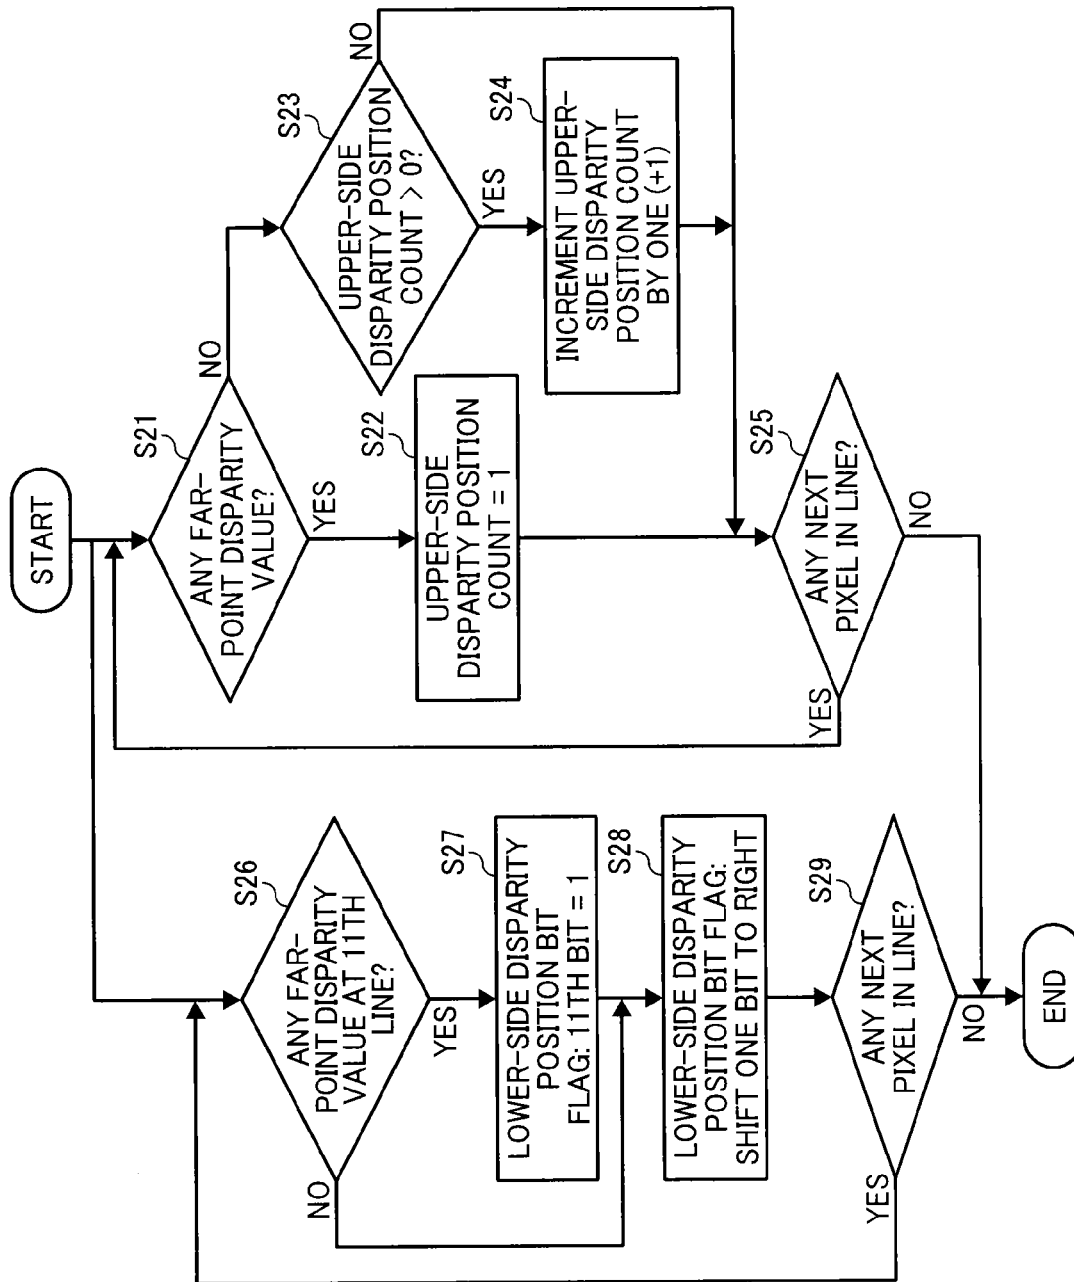 START
S21
ANY FAR-
POINT DISPARITY
VALUE?
NO
YES
S22
UPPER-SIDE
DISPARITY POSITION
COUNT = 1
S23
UPPER-SIDE
DISPARITY POSITION
COUNT > 0?
NO
YES
S24
INCREMENT UPPER-
SIDE DISPARITY
POSITION COUNT
BY ONE (+1)
S25
ANY NEXT
PIXEL IN LINE?
YES
NO
S26
ANY FAR-
POINT DISPARITY
VALUE AT 11TH
LINE?
NO
YES
S27
LOWER-SIDE DISPARITY
POSITION BIT
FLAG: 11TH BIT = 1
S28
LOWER-SIDE DISPARITY
POSITION BIT FLAG:
SHIFT ONE BIT TO RIGHT
S29
ANY NEXT
PIXEL IN LINE?
YES
NO
END